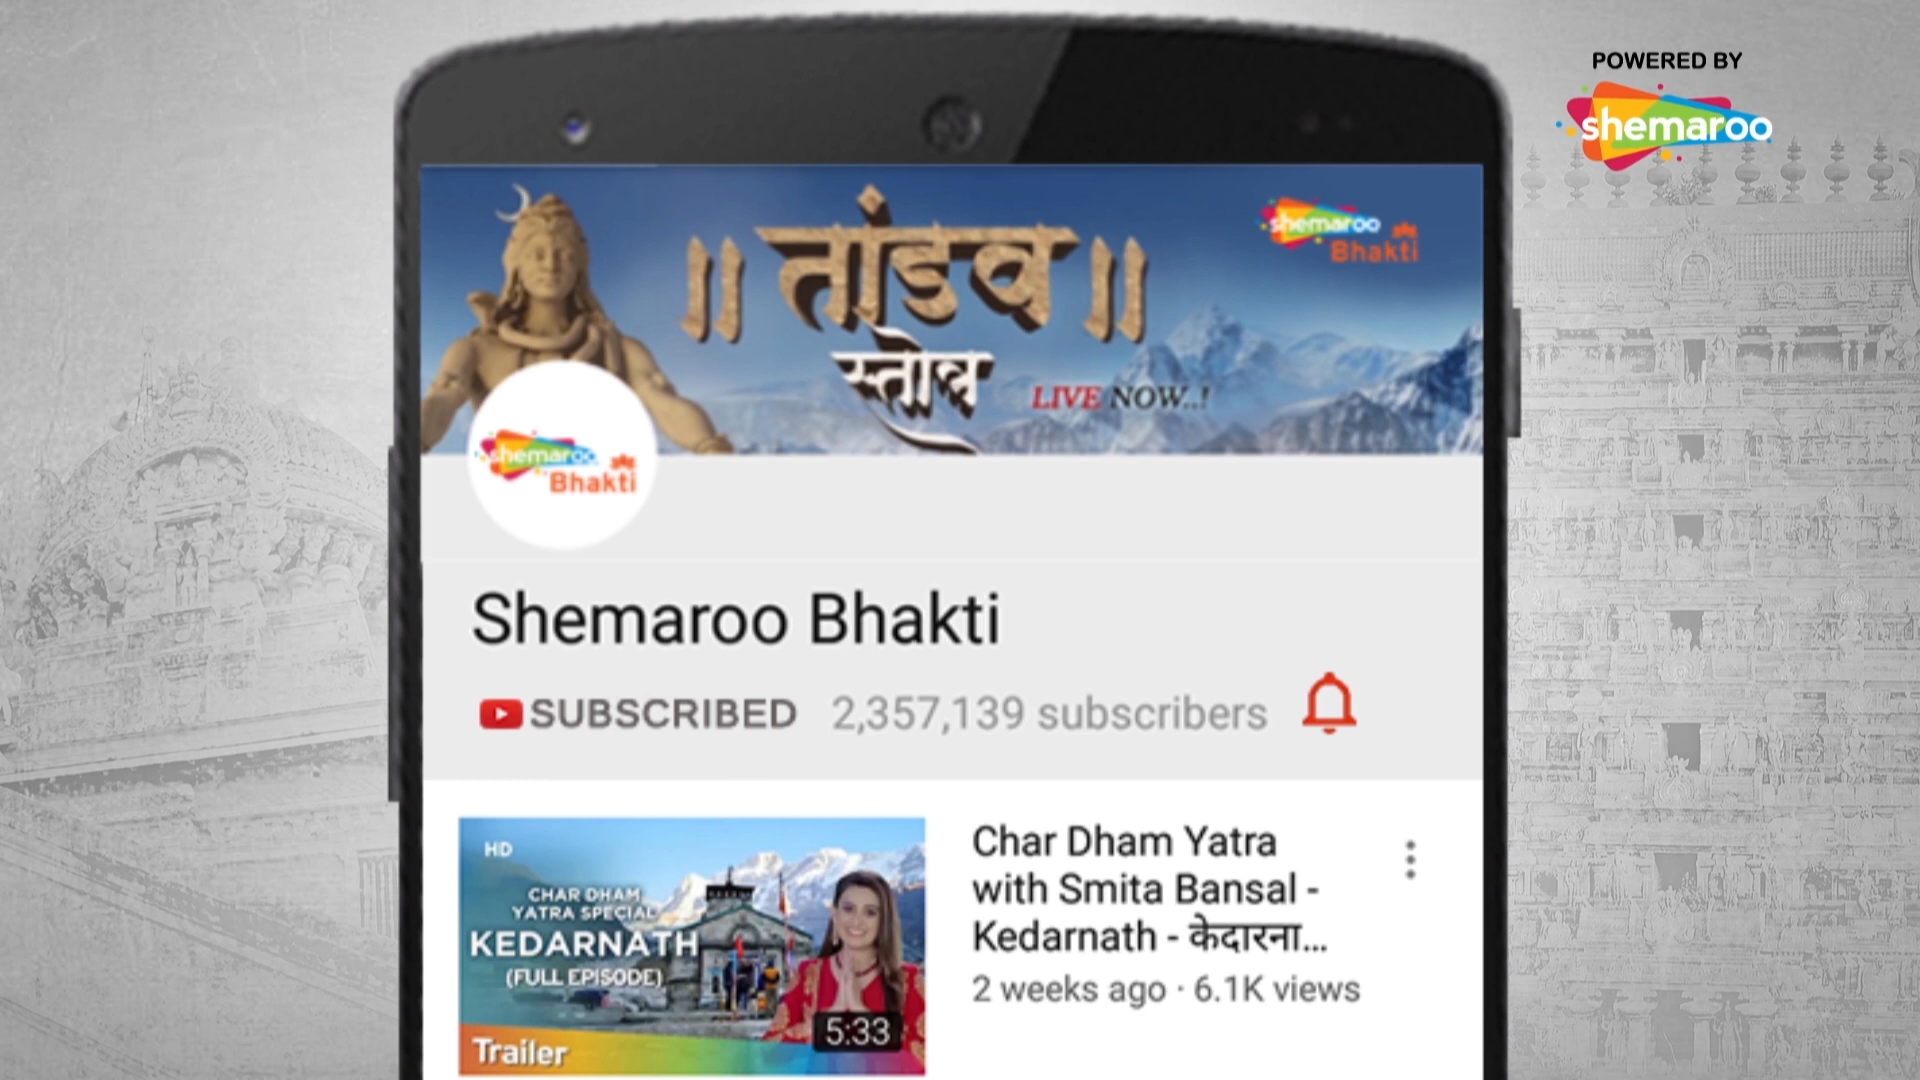 POWERED BY
shemaroo
shemaroo
Bhakti
।। तांडव ।।
स्तोत्र
LIVE NOW..!
shemaroo
Bhakti
Shemaroo Bhakti
SUBSCRIBED 2,357,139 subscribers
HD
CHAR DHAM
YATRA SPECIAL
KEDARNATH
(FULL EPISODE)
5:33
Trailer
Char Dham Yatra
with Smita Bansal -
Kedarnath - केदारना...
2 weeks ago · 6.1K views